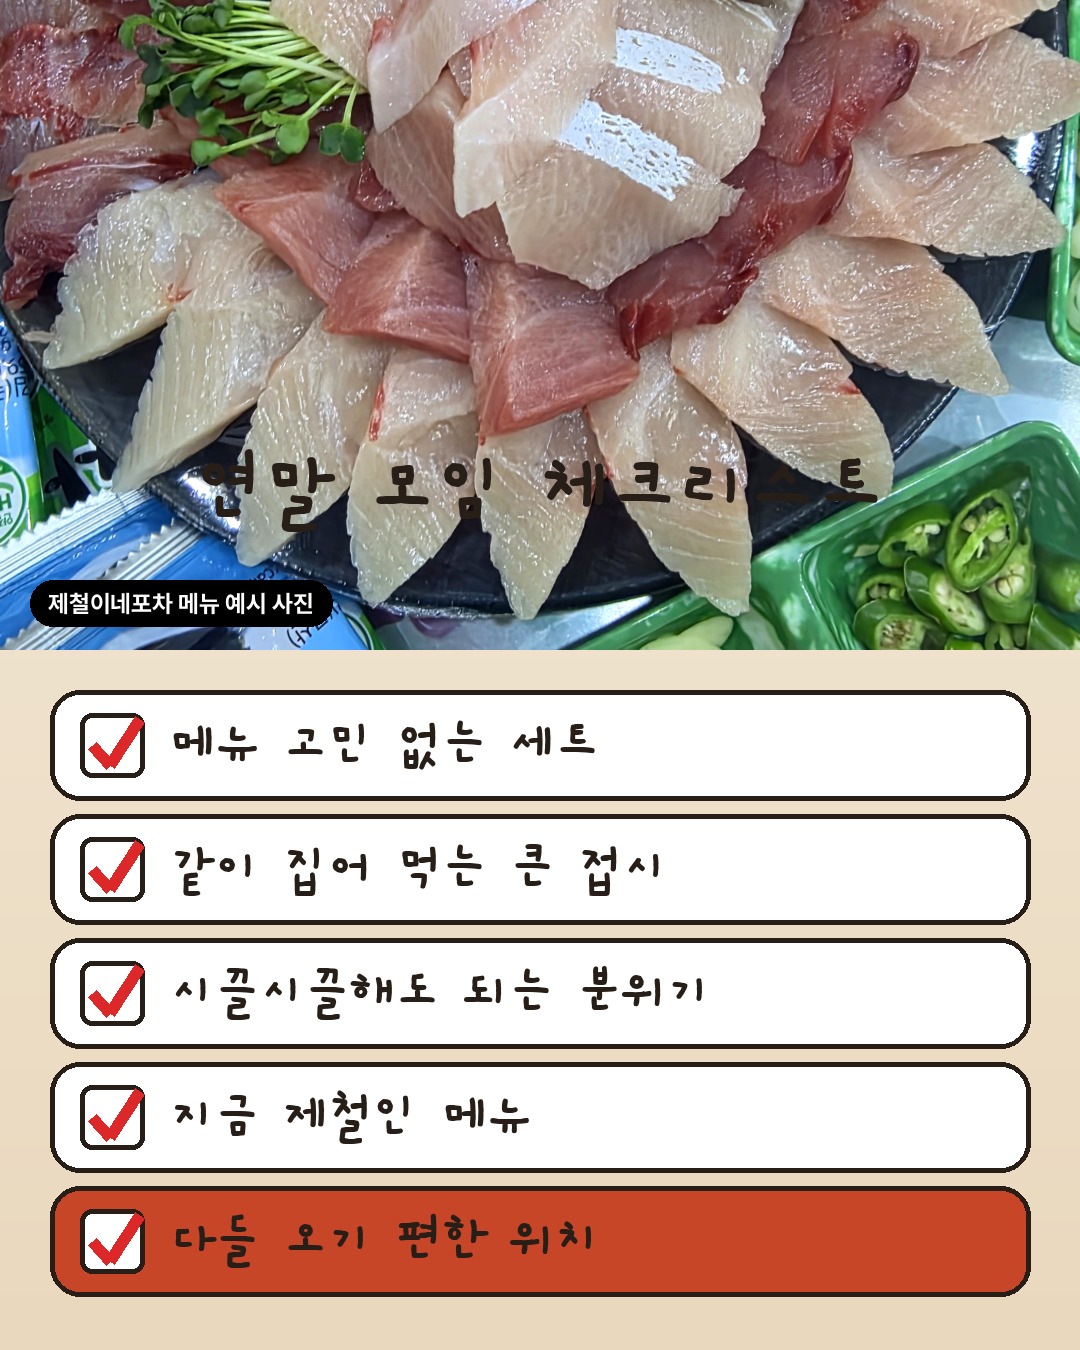 연말 모임 체크리스트
제철이네포차 메뉴 예시 사진
메뉴 고민 없는 세트
같이 집어 먹는 큰 접시
시끌시끌해도 되는 분위기
지금 제철인 메뉴
다들 오기 편한 위치